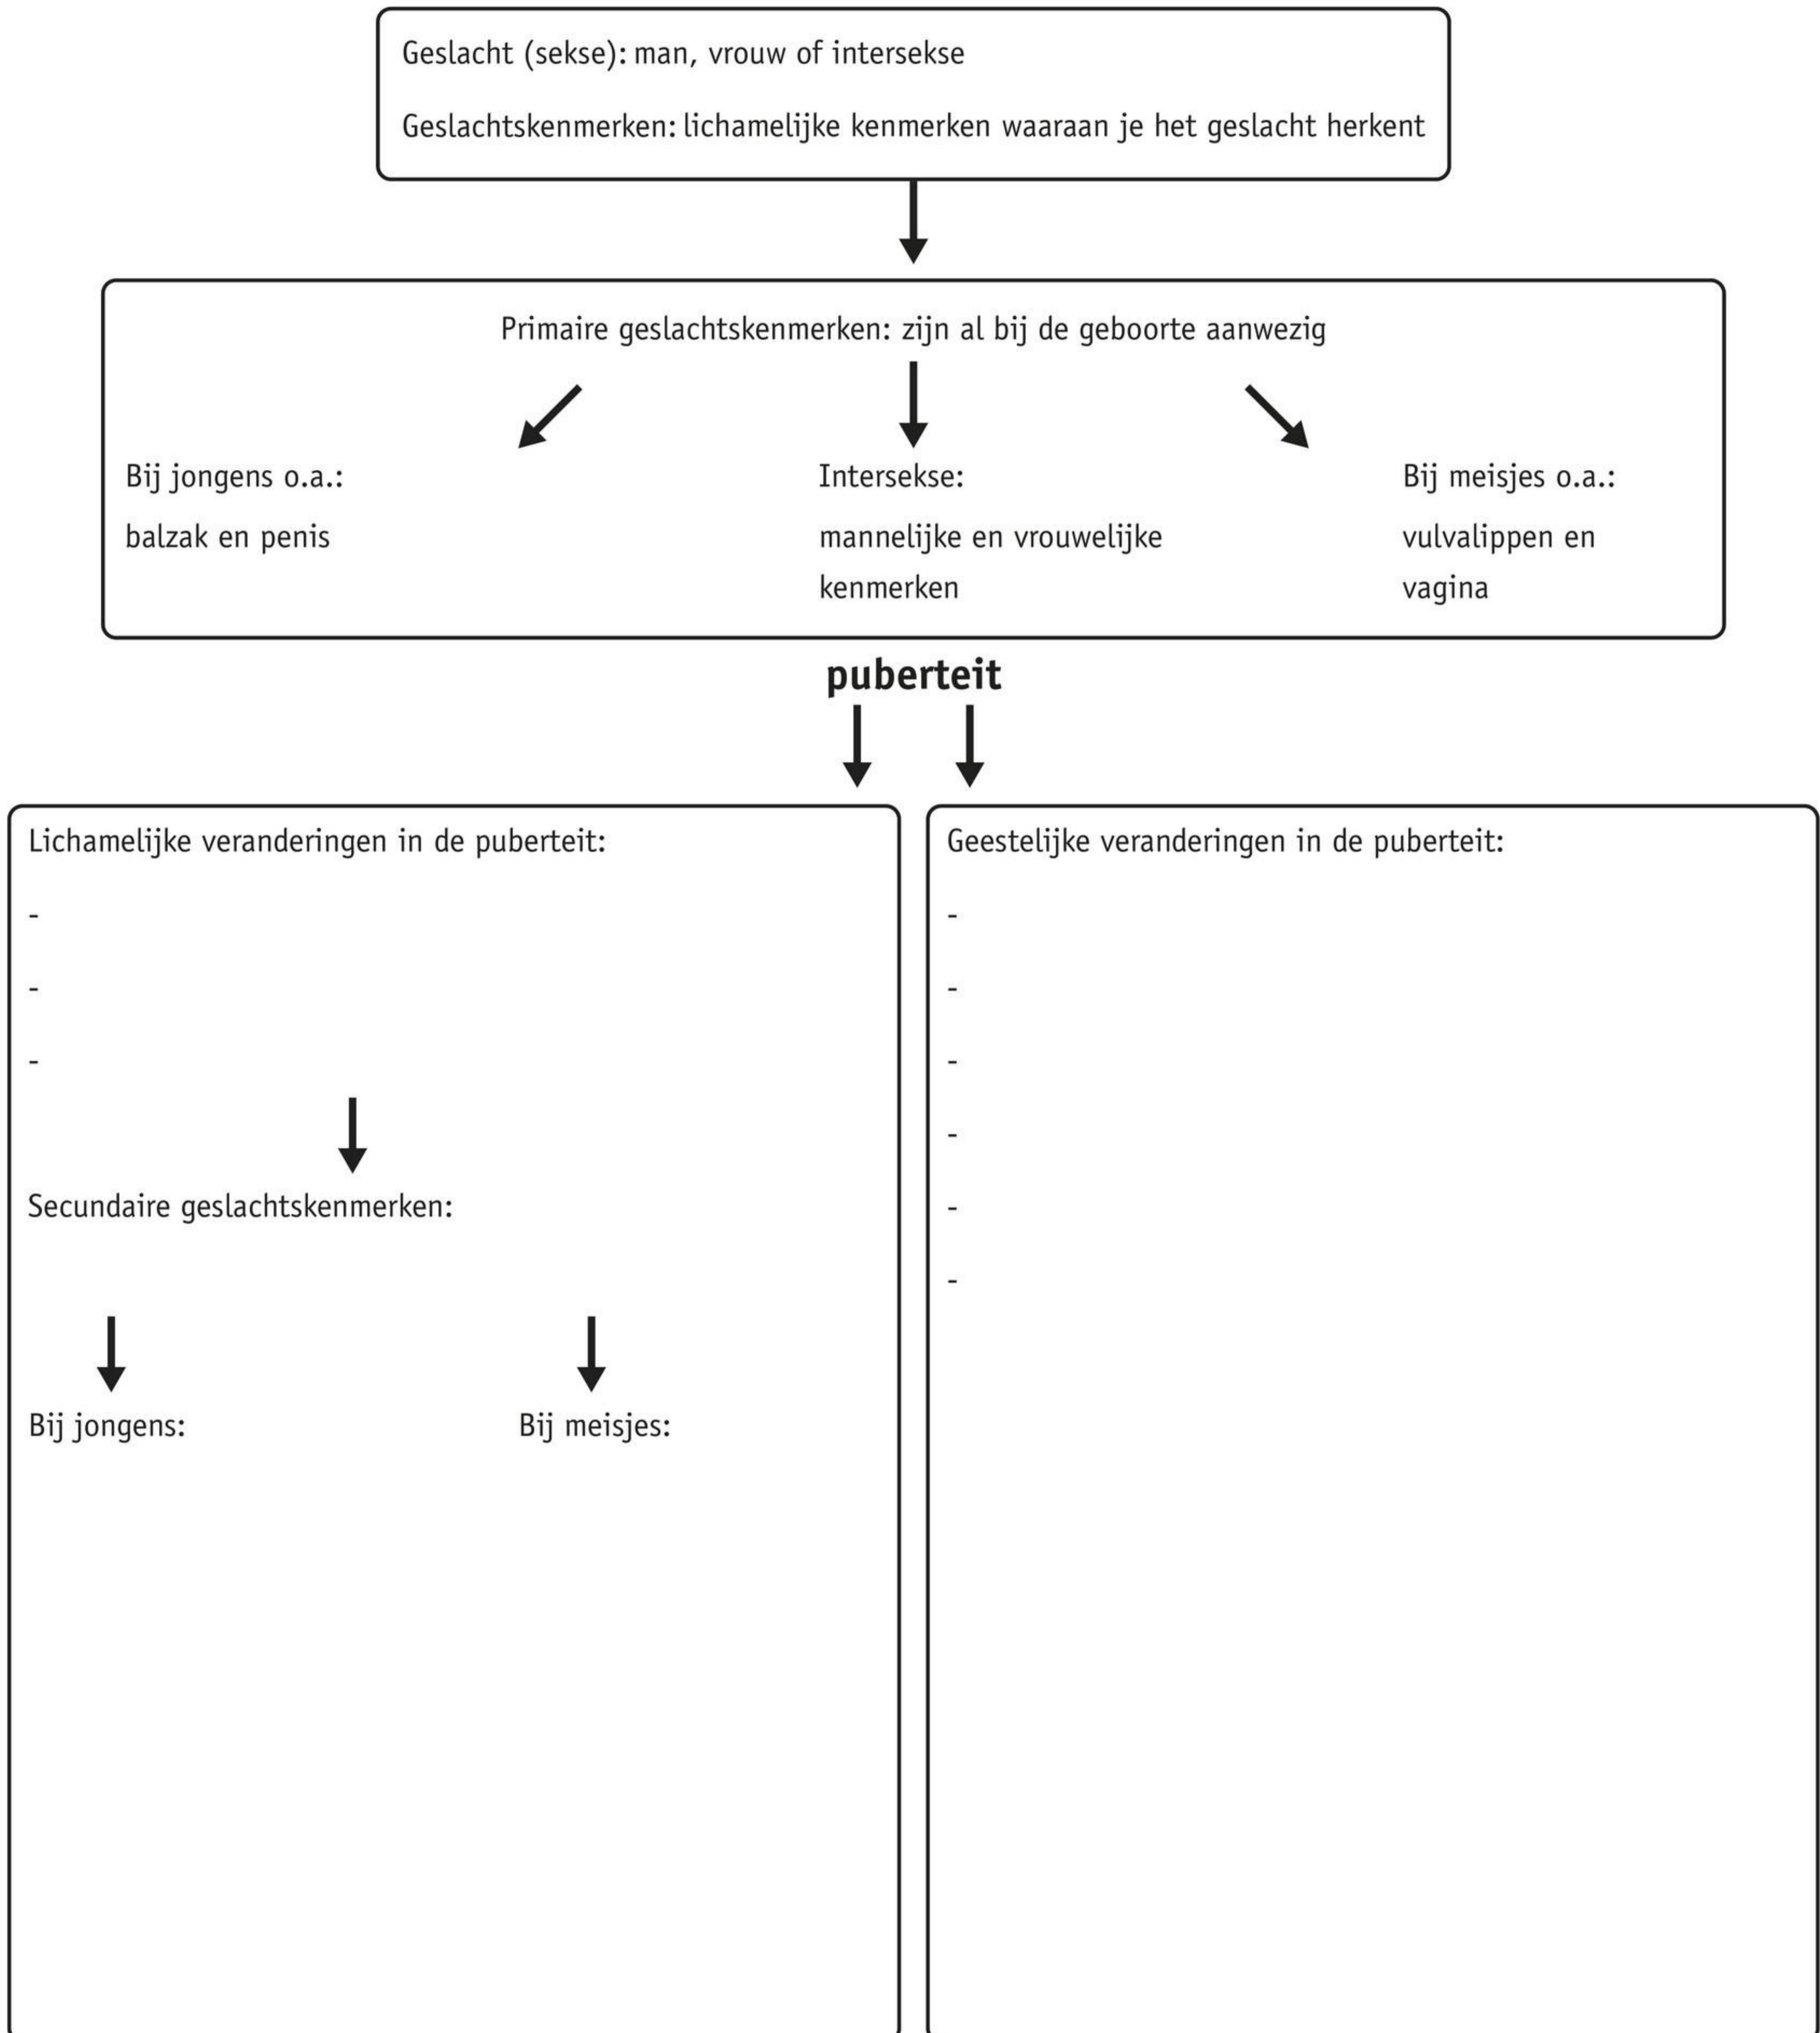 Geslacht (sekse): man, vrouw of intersekse
Geslachtskenmerken: lichamelijke kenmerken waaraan je het geslacht herkent
Primaire geslachtskenmerken: zijn al bij de geboorte aanwezig
Bij jongens o.a.:
balzak en penis
Intersekse:
mannelijke en vrouwelijke
kenmerken
Bij meisjes o.a.:
vulvalippen en
vagina
puberteit
Lichamelijke veranderingen in de puberteit:
-
-
-
Secundaire geslachtskenmerken:
Bij jongens:
Bij meisjes:
Geestelijke veranderingen in de puberteit:
-
-
-
-
-
-